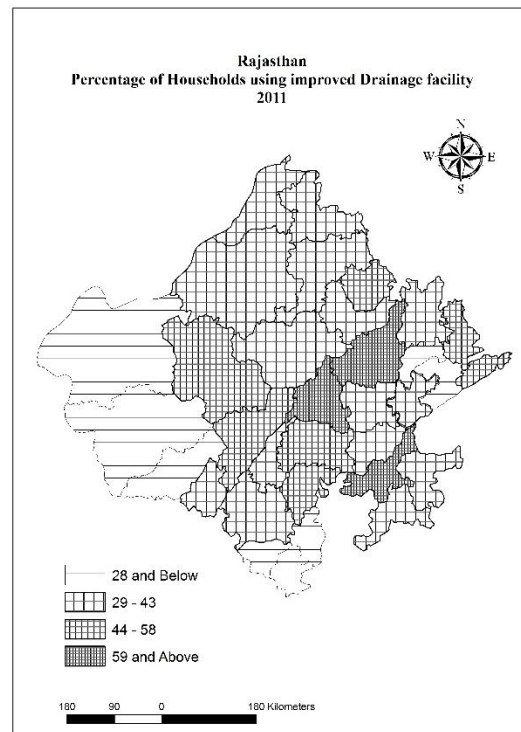 Rajasthan
Percentage of Households using improved Drainage facility
2011
N
W E
S
28 and Below
29 - 43
44 - 58
59 and Above
180 90 0 180 Kilometers